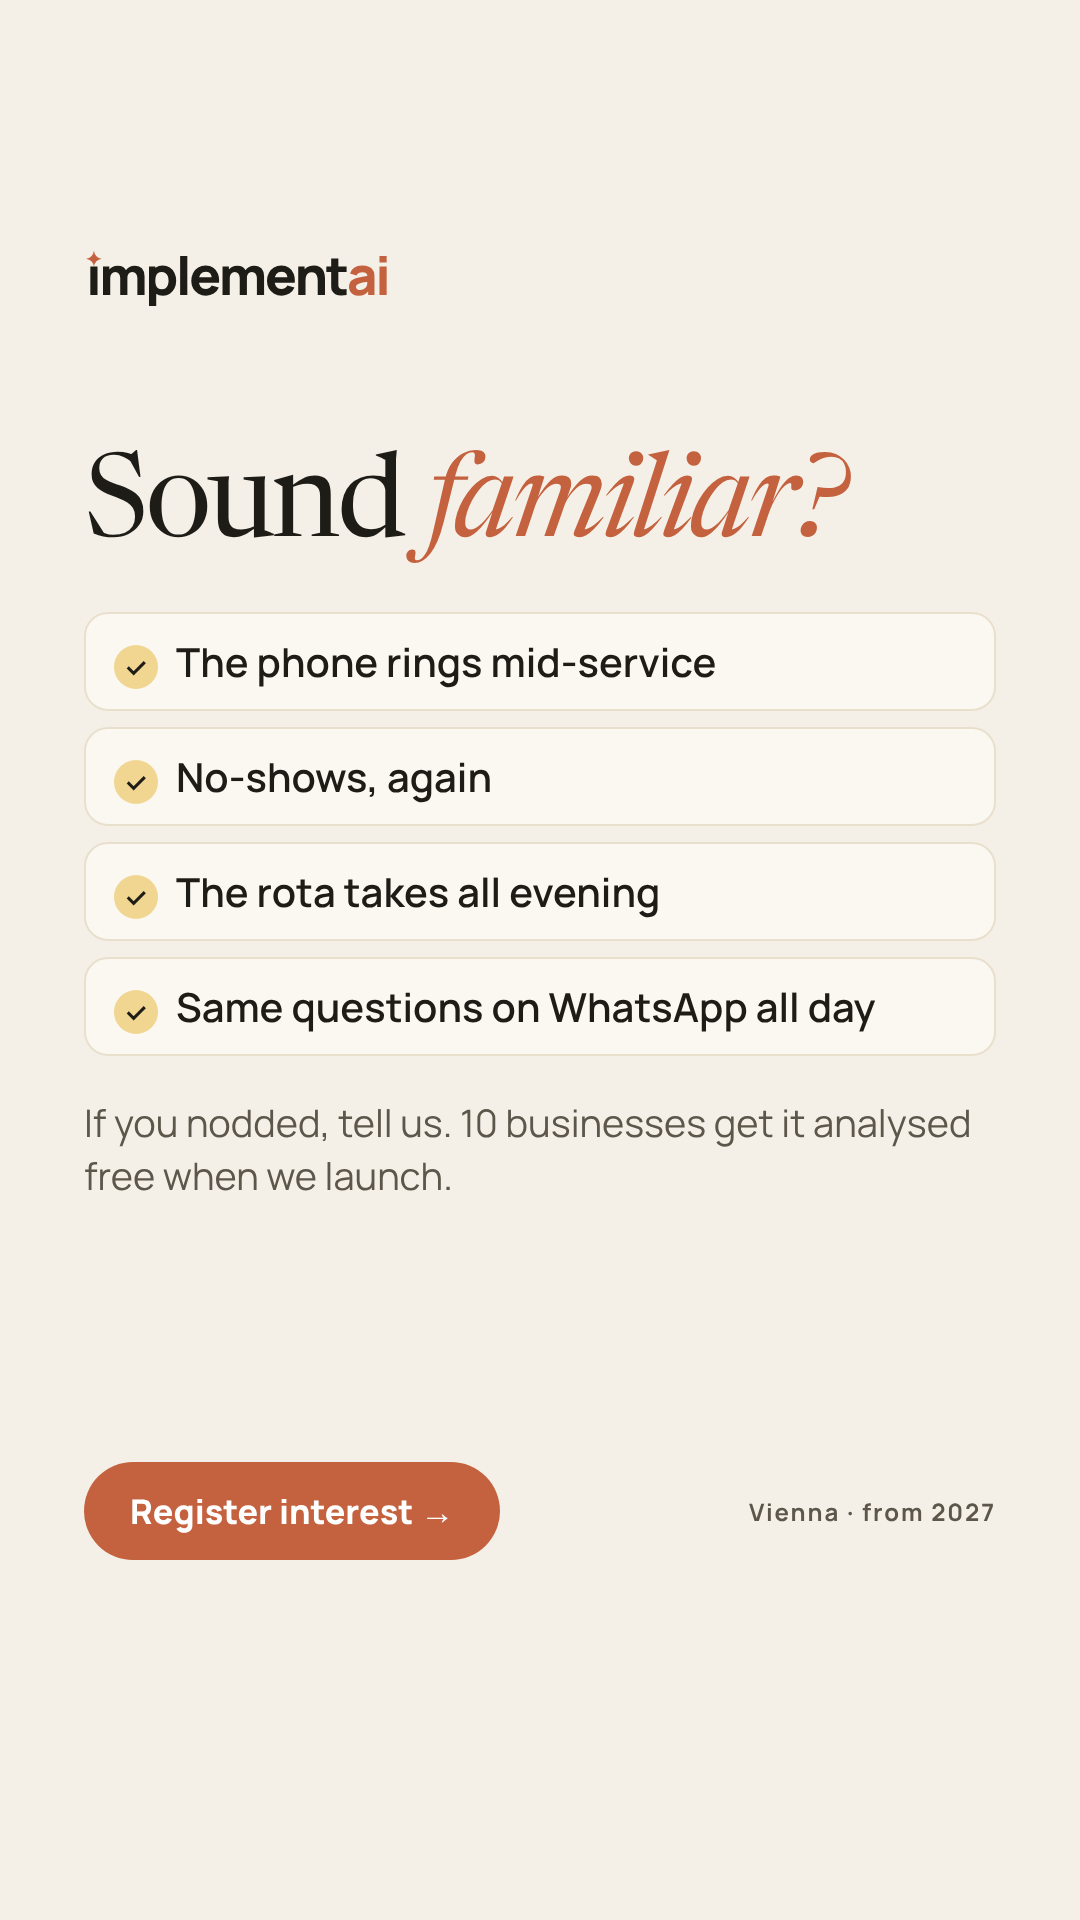 implementai
Sound familiar?
The phone rings mid-service
No-shows, again
The rota takes all evening
Same questions on WhatsApp all day
If you nodded, tell us. 10 businesses get it analysed
free when we launch.
Register interest →
Vienna · from 2027